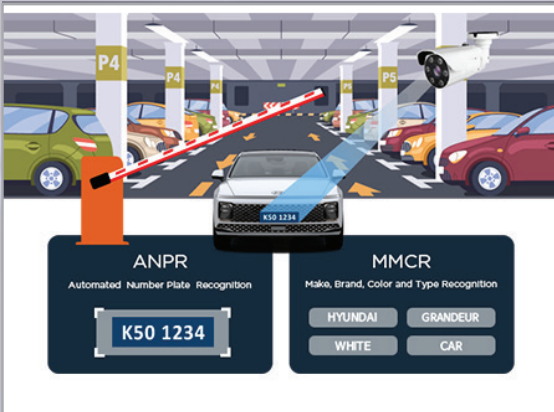 P4
P4
P4
P6
P5
K50 1234
ANPR
Automated Number Plate Recognition
K50 1234
MMCR
Make, Brand, Color and Type Recognition
HYUNDAI
GRANDEUR
WHITE
CAR